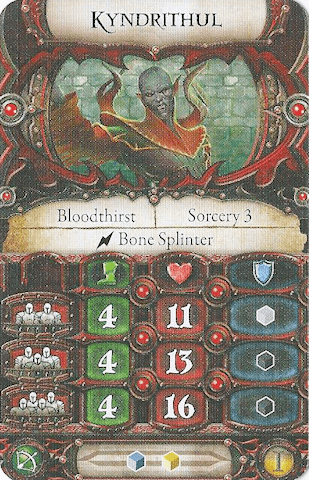 Kyndrithul
Bloodthirst Sorcery 3
Bone Splinter
4 11
4 13
4 16
1